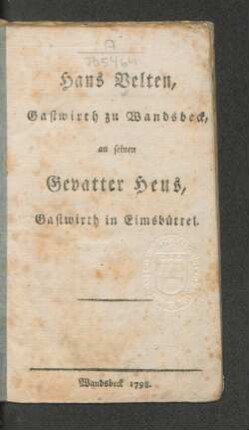 A
Hans Velten,
Gastwirth zu Wandsbeck,
an seinen
Gevatter Heus,
Gastwirth in Eimsbüttel.
Wandsbeck 1798.